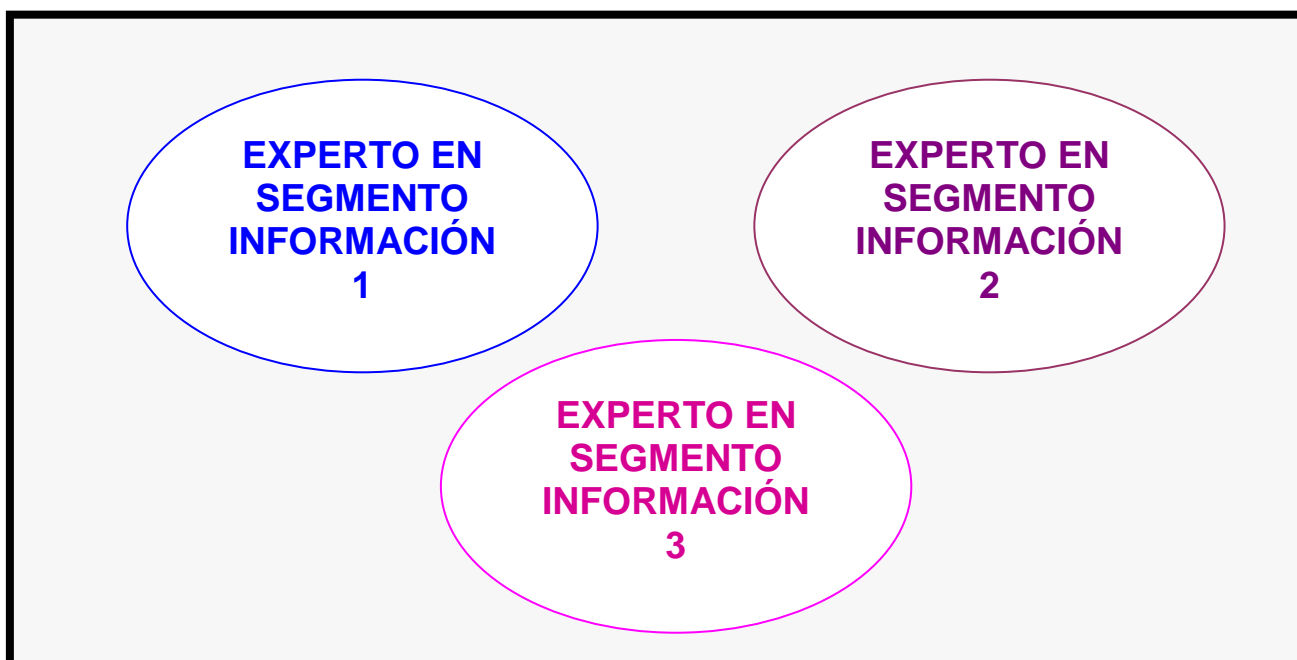 EXPERTO EN
SEGMENTO
INFORMACIÓN
1
EXPERTO EN
SEGMENTO
INFORMACIÓN
2
EXPERTO EN
SEGMENTO
INFORMACIÓN
3